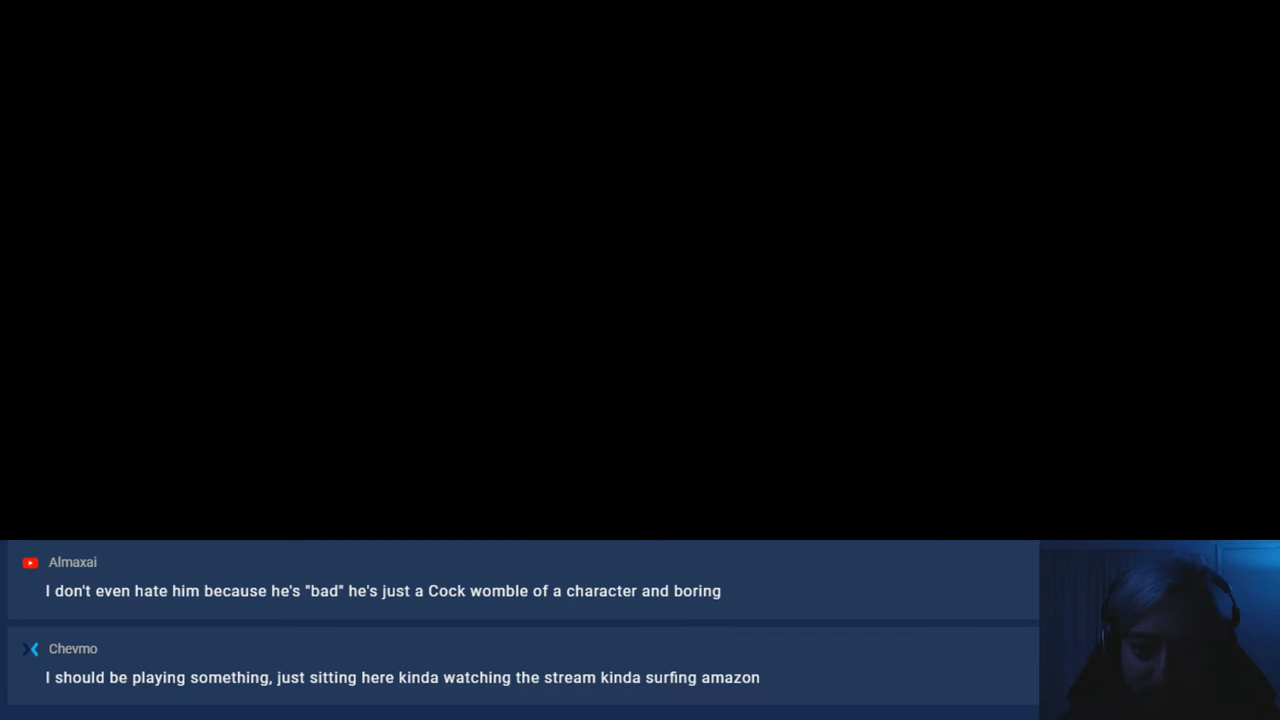 Almaxai
I don't even hate him because he's "bad" he's just a Cock womble of a character and boring
Chevmo
I should be playing something, just sitting here kinda watching the stream kinda surfing amazon